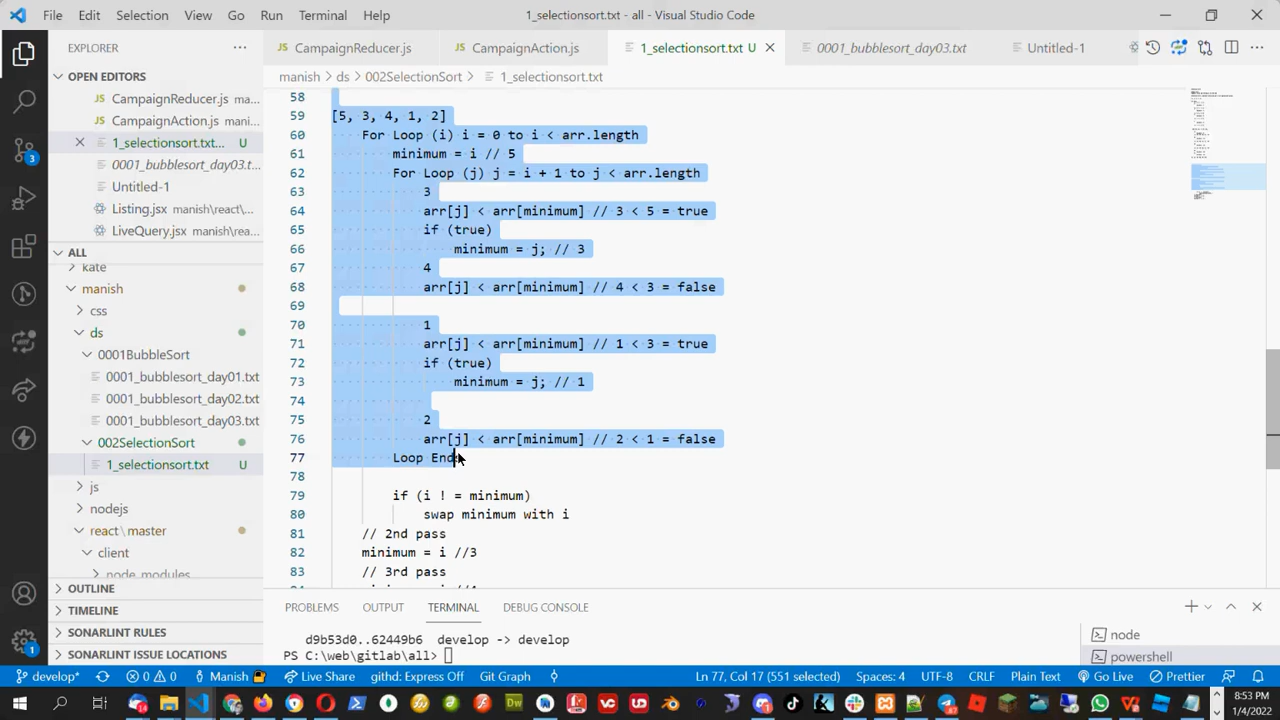 File Edit Selection View Go Run Terminal Help
1_selectionsort.txt - all - Visual Studio Code
EXPLORER
CampaignReducer.js
CampaignAction.js
1_selectionsort.txt U
0001_bubblesort_day03.txt
Untitled-1
manish > ds > 002SelectionSort > 1_selectionsort.txt
OPEN EDITORS
CampaignReducer.js ma...
CampaignAction.js ma...
1_selectionsort.txt... U
0001_bubblesort_day03.t...
Untitled-1
Listing.jsx manish\react\...
LiveQuery.jsx manish\rea...
ALL
kate
manish
css
ds
0001BubbleSort
0001_bubblesort_day01.txt
0001_bubblesort_day02.txt
0001_bubblesort_day03.txt
002SelectionSort
1_selectionsort.txt U
js
nodejs
react \ master
client
node_modules
OUTLINE
TIMELINE
SONARLINT RULES
SONARLINT ISSUE LOCATIONS
3
1
58
59 [5, 3, 4, 1, 2]
60 For Loop (i) i = 0 to i < arr.length
61 minimum = i // 5
62 For Loop (j) j = i + 1 to j < arr.length
63 3
64 arr[j] < arr[minimum] // 3 < 5 = true
65 if (true)
66 minimum = j; // 3
67 4
68 arr[j] < arr[minimum] // 4 < 3 = false
69
70 1
71 arr[j] < arr[minimum] // 1 < 3 = true
72 if (true)
73 minimum = j; // 1
74
75 2
76 arr[j] < arr[minimum] // 2 < 1 = false
77 Loop End
78
79 if (i ! = minimum)
80 swap minimum with i
81 // 2nd pass
82 minimum = i //3
83 // 3rd pass
PROBLEMS OUTPUT TERMINAL DEBUG CONSOLE
d9b53d0..62449b6 develop -> develop
PS C:\web\gitlab\all>
node
powershell
develop* 0 0 Manish Live Share githd: Express Off Git Graph
Ln 77, Col 17 (551 selected) Spaces: 4 UTF-8 CRLF Plain Text Go Live Prettier
8:53 PM
1/4/2022